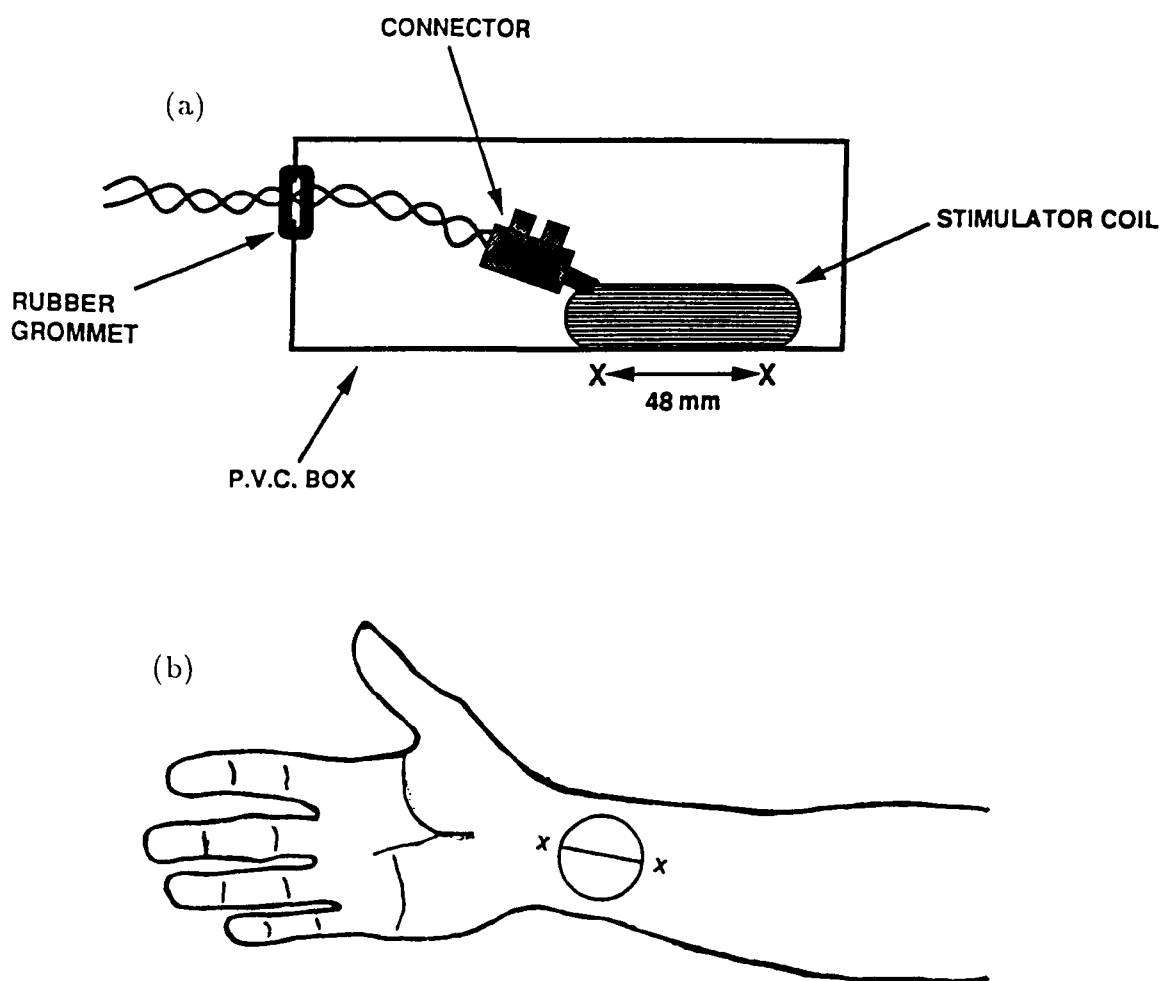 CONNECTOR
(a)
STIMULATOR COIL
RUBBER
GROMMET
X X
48 mm
P.V.C. BOX
(b)
x x